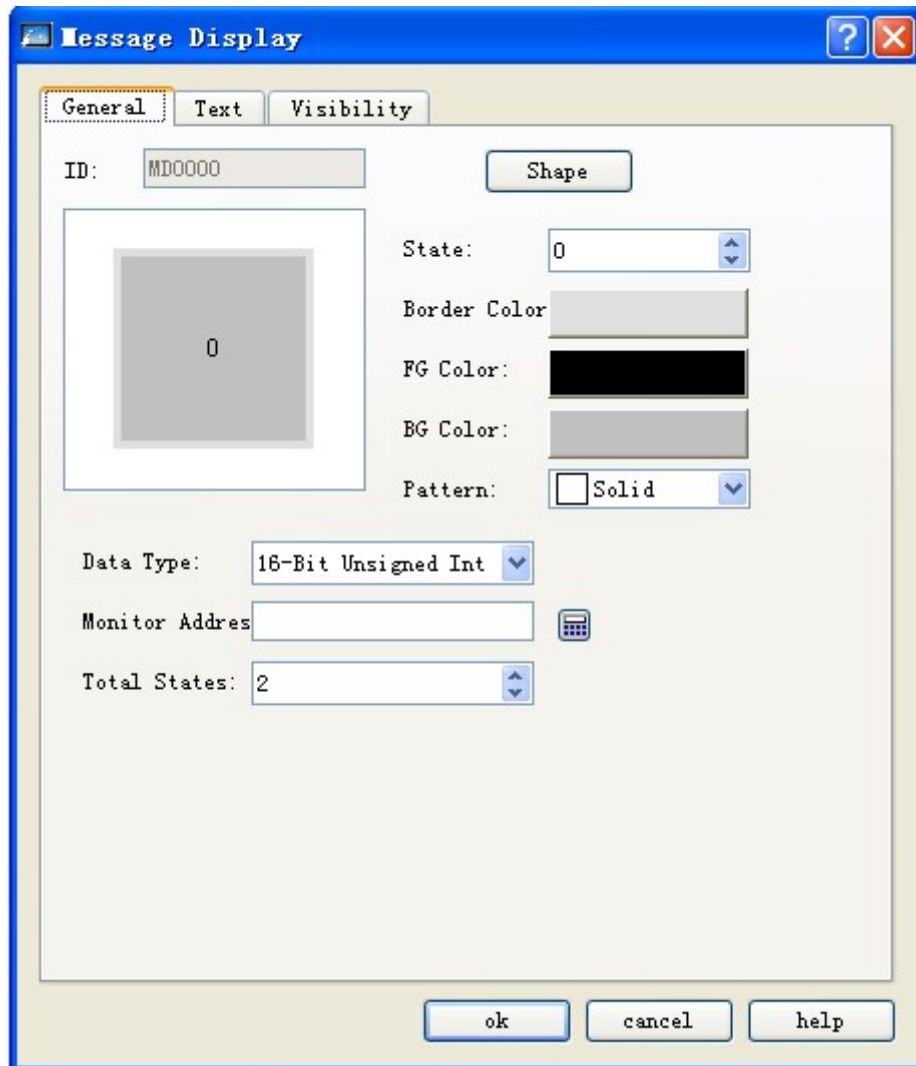 Message Display
General Text Visibility
ID: MD0000 Shape
State: 0
Border Color
0
FG Color:
BG Color:
Pattern: Solid
Data Type: 16-Bit Unsigned Int
Monitor Addres
Total States: 2
ok cancel help